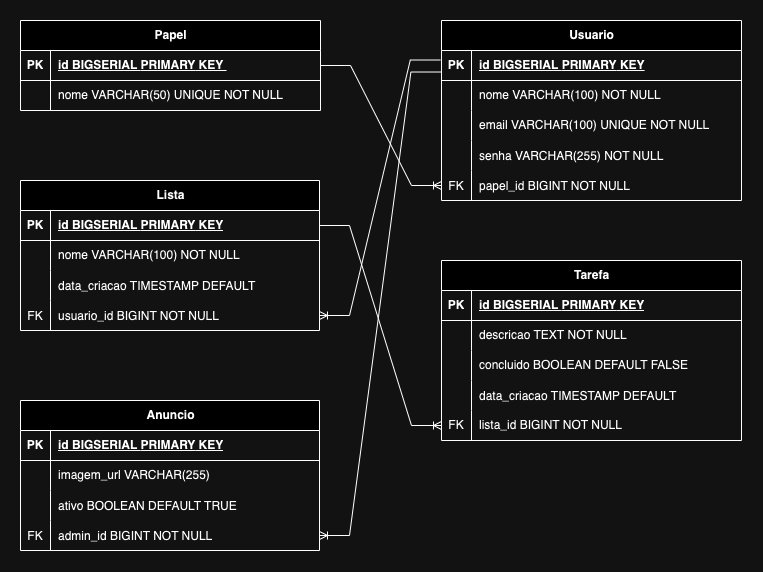 Papel
PK id BIGSERIAL PRIMARY KEY
nome VARCHAR(50) UNIQUE NOT NULL
Usuario
PK id BIGSERIAL PRIMARY KEY
nome VARCHAR(100) NOT NULL
email VARCHAR(100) UNIQUE NOT NULL
senha VARCHAR(255) NOT NULL
FK papel_id BIGINT NOT NULL
Lista
PK id BIGSERIAL PRIMARY KEY
nome VARCHAR(100) NOT NULL
data_criacao TIMESTAMP DEFAULT
FK usuario_id BIGINT NOT NULL
Tarefa
PK id BIGSERIAL PRIMARY KEY
descricao TEXT NOT NULL
concluido BOOLEAN DEFAULT FALSE
data_criacao TIMESTAMP DEFAULT
FK lista_id BIGINT NOT NULL
Anuncio
PK id BIGSERIAL PRIMARY KEY
imagem_url VARCHAR(255)
ativo BOOLEAN DEFAULT TRUE
FK admin_id BIGINT NOT NULL